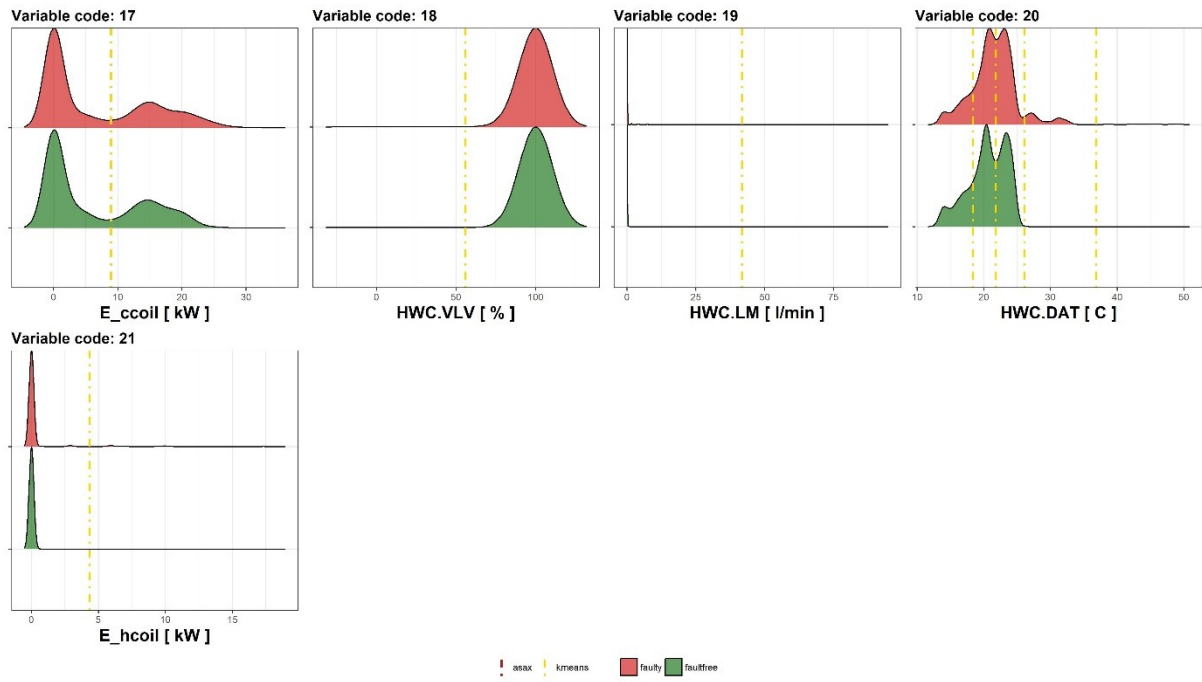 Variable code: 17
Variable code: 18
Variable code: 19
Variable code: 20
0 10 20 30
0 50 100
0 25 50 75
10 20 30 40 50
E_ccoil [ kW ]
HWC.VLV [ % ]
HWC.LM [ l/min ]
HWC.DAT [ C ]
Variable code: 21
0 5 10 15
E_hcoil [ kW ]
asax kmeans faulty faultfree